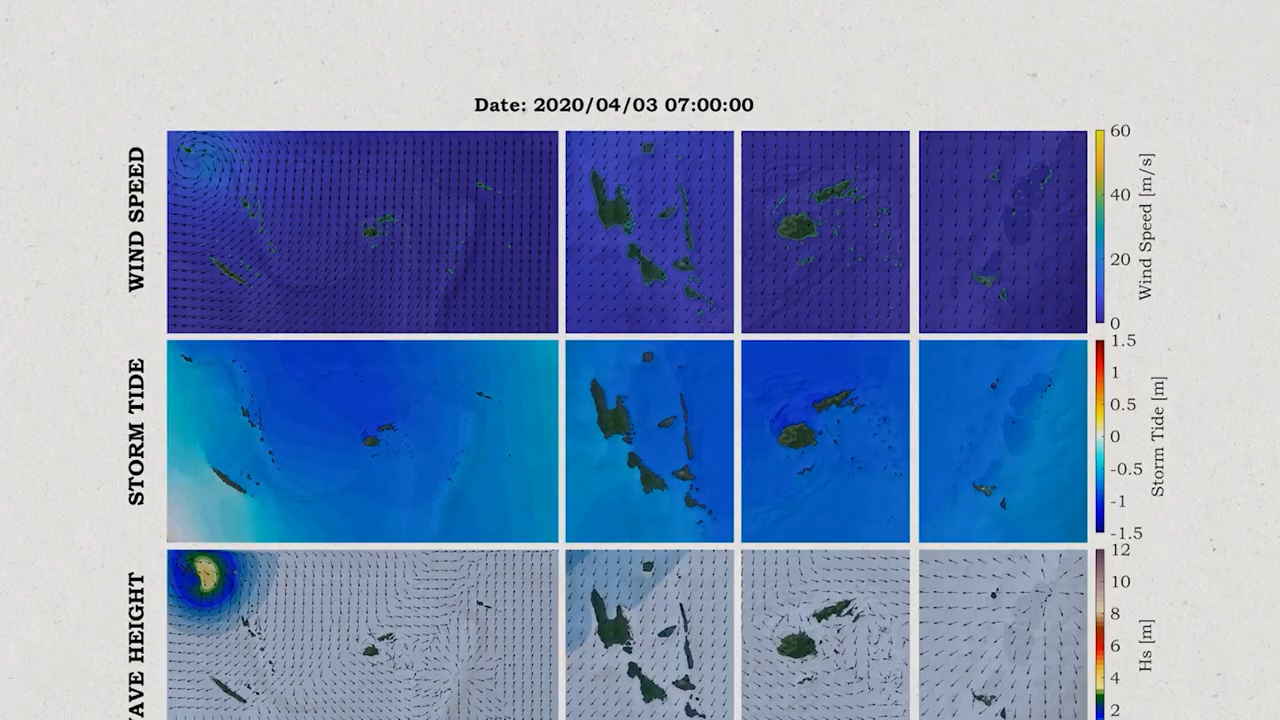 Date: 2020/04/03 07:00:00
WIND SPEED
60
40
20
0
Wind Speed [m/s]
STORM TIDE
1.5
1
0.5
0
-0.5
-1
-1.5
Storm Tide [m]
AVE HEIGHT
12
10
8
6
4
2
Hs [m]